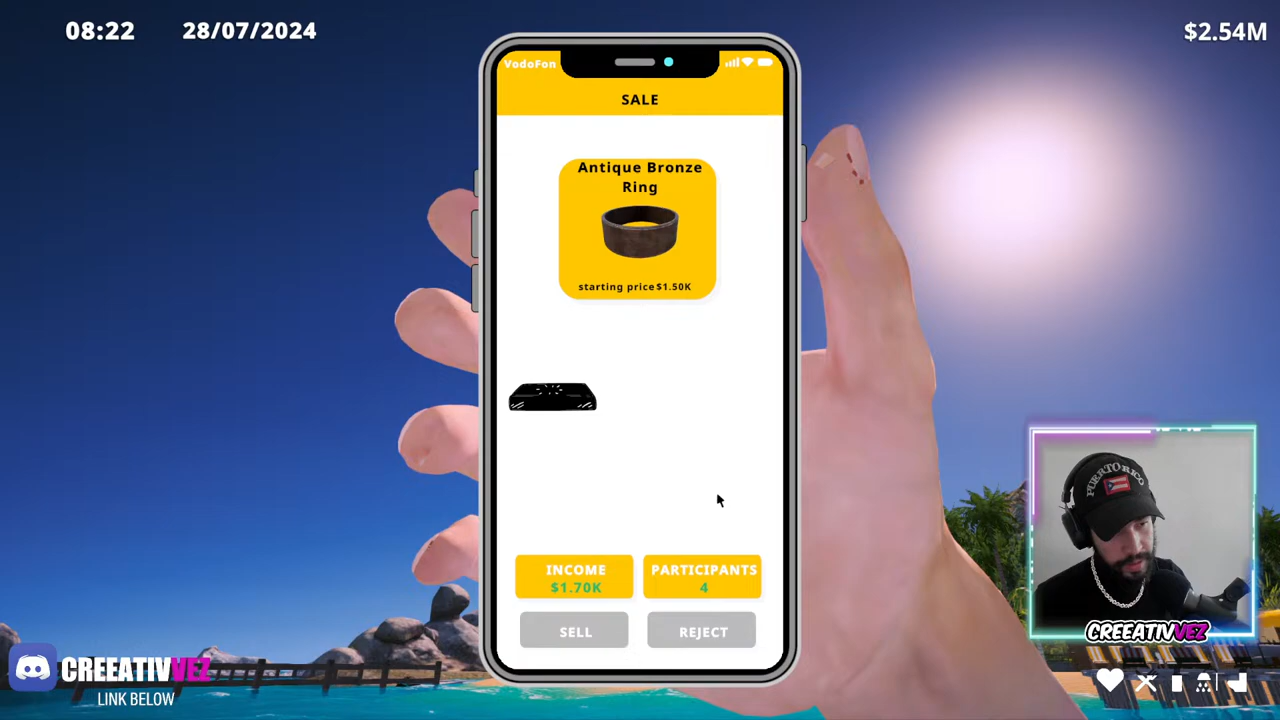 08:22 28/07/2024
$2.54M
VodoFon
SALE
Antique Bronze
Ring
starting price $1.50K
INCOME
$1.70K
PARTICIPANTS
4
SELL
REJECT
PUERTO RICO
CREEATIVVEZ
CREEATIVVEZ
LINK BELOW